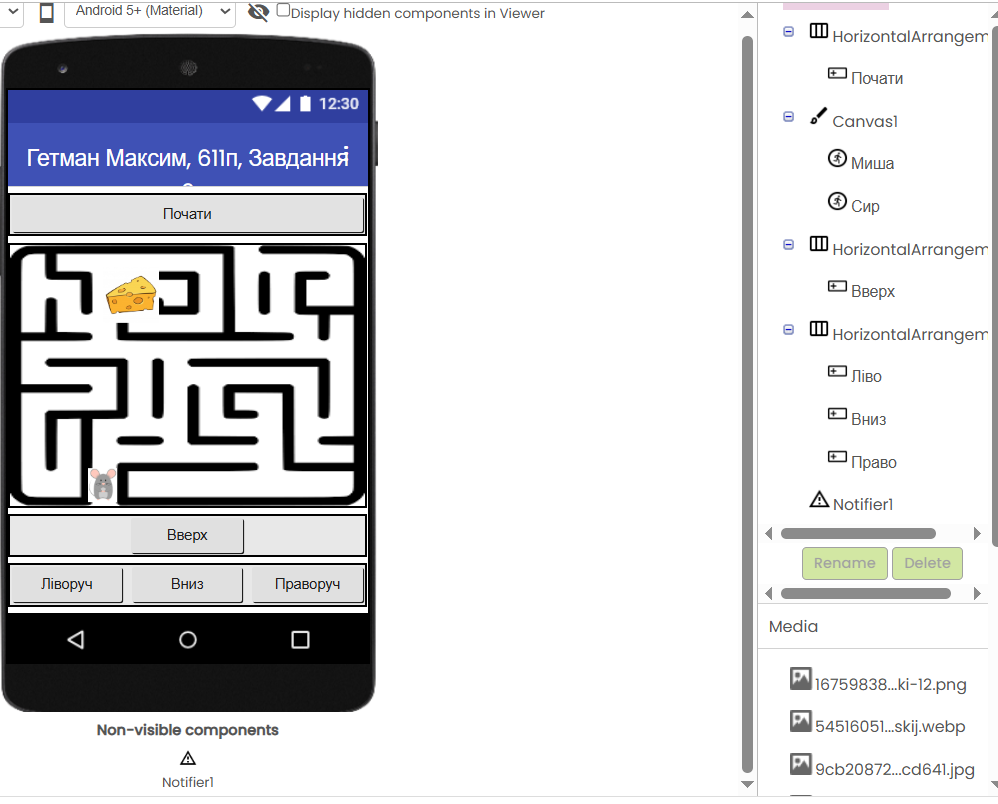 Android 5+ (Material)
Display hidden components in Viewer
12:30
Гетман Максим, 611п, Завдання
Почати
Вверх
Ліворуч
Вниз
Праворуч
Non-visible components
Notifier1
HorizontalArrangem
Почати
Canvas1
Миша
Сир
HorizontalArrangem
Вверх
HorizontalArrangem
Ліво
Вниз
Право
Notifier1
Rename
Delete
Media
16759838...ki-12.png
54516051...skij.webp
9cb20872...cd641.jpg